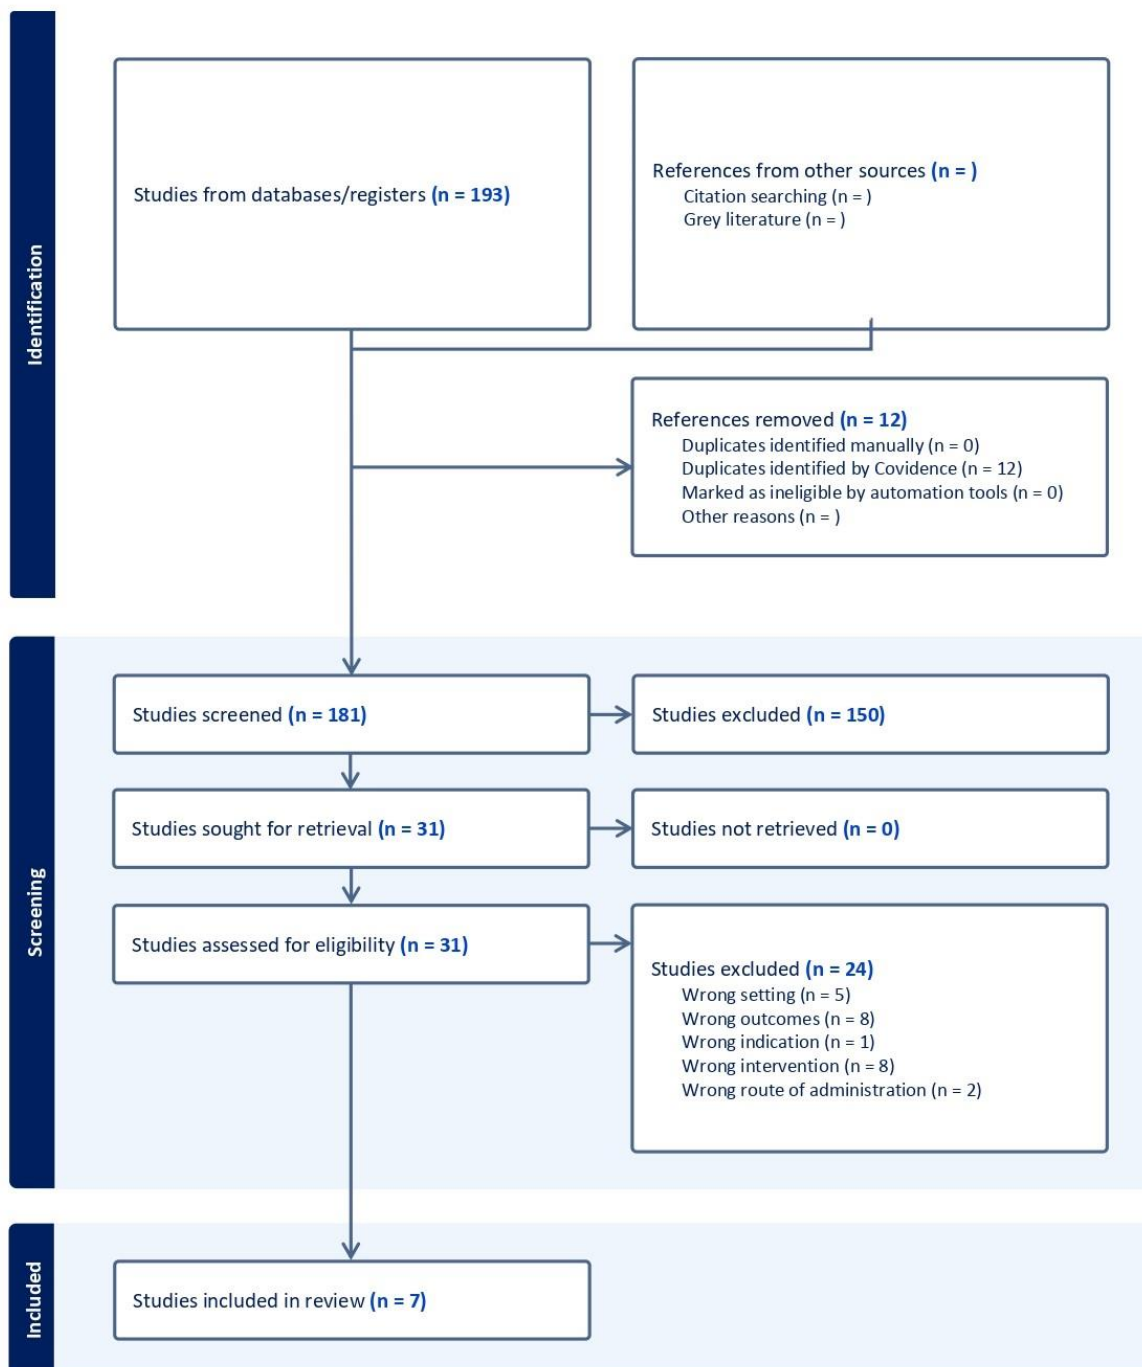 Identification
Studies from databases/registers (n = 193)
References from other sources (n = )
Citation searching (n = )
Grey literature (n = )
References removed (n = 12)
Duplicates identified manually (n = 0)
Duplicates identified by Covidence (n = 12)
Marked as ineligible by automation tools (n = 0)
Other reasons (n = )
Screening
Studies screened (n = 181)
Studies excluded (n = 150)
Studies sought for retrieval (n = 31)
Studies not retrieved (n = 0)
Studies assessed for eligibility (n = 31)
Studies excluded (n = 24)
Wrong setting (n = 5)
Wrong outcomes (n = 8)
Wrong indication (n = 1)
Wrong intervention (n = 8)
Wrong route of administration (n = 2)
Included
Studies included in review (n = 7)